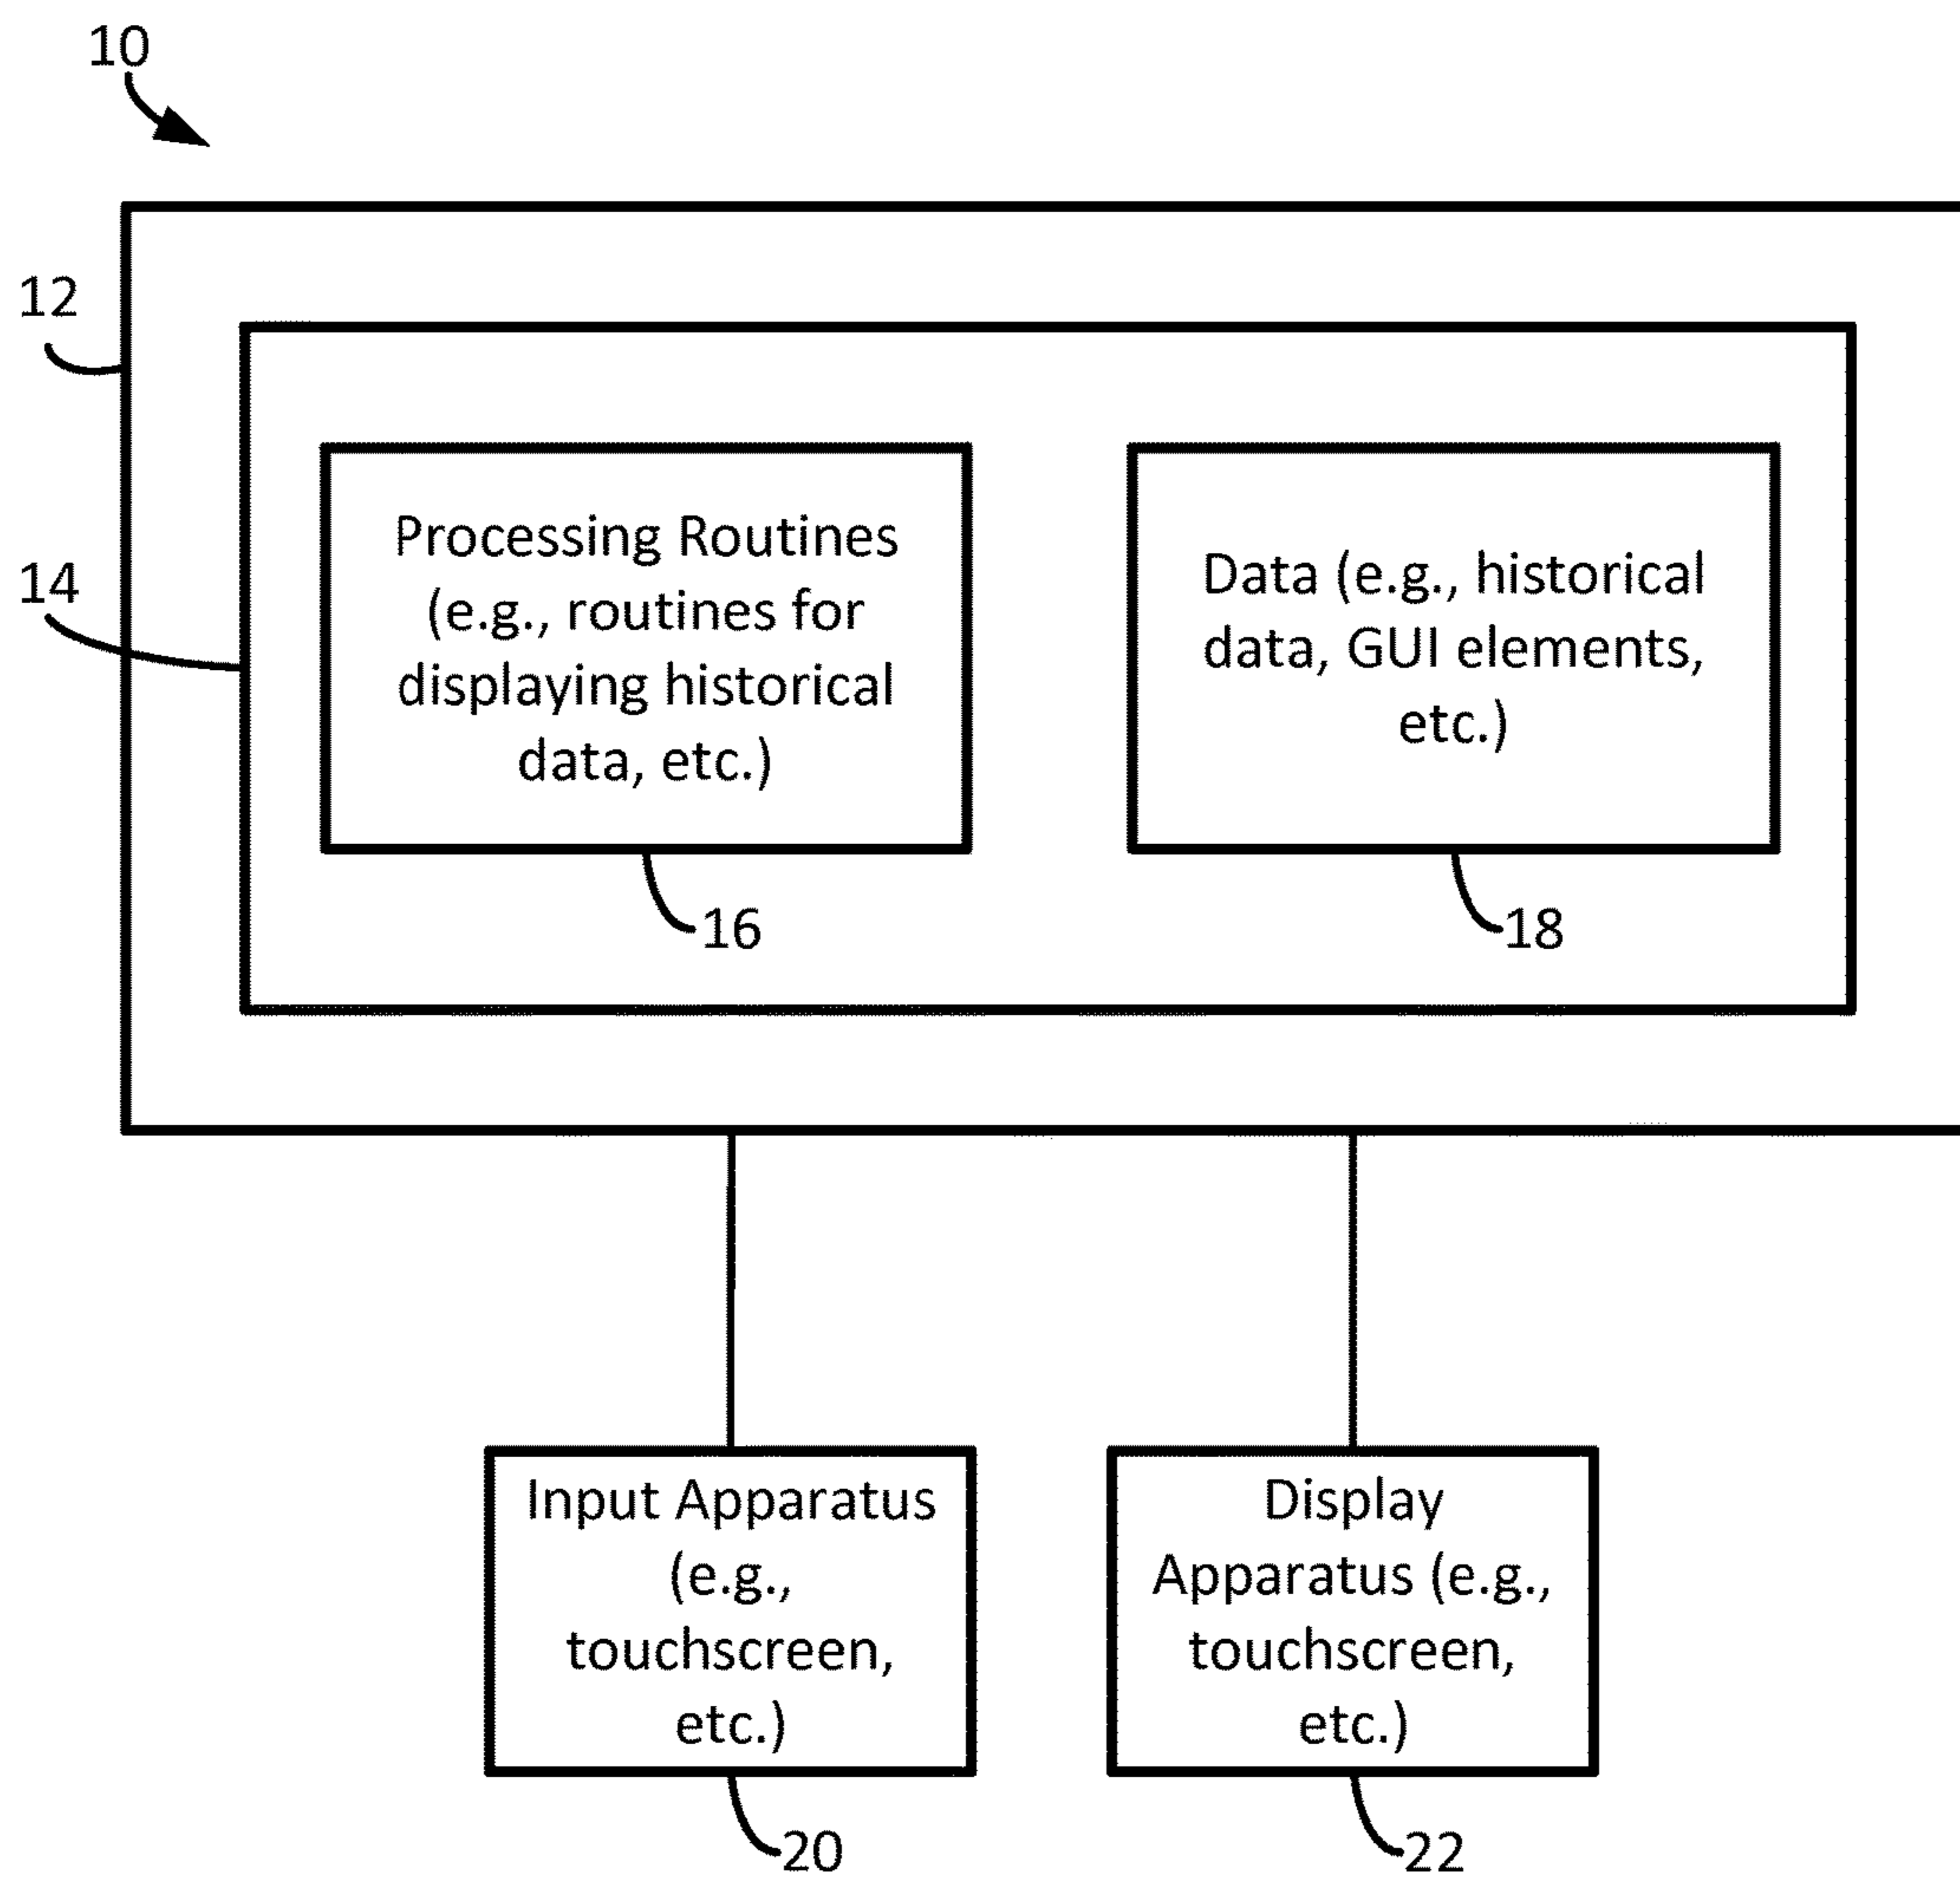 10
12
14
Processing Routines
(e.g., routines for
displaying historical
data, etc.)
16
Data (e.g., historical
data, GUI elements,
etc.)
18
Input Apparatus
(e.g.,
touchscreen,
etc.)
20
Display
Apparatus (e.g.,
touchscreen,
etc.)
22